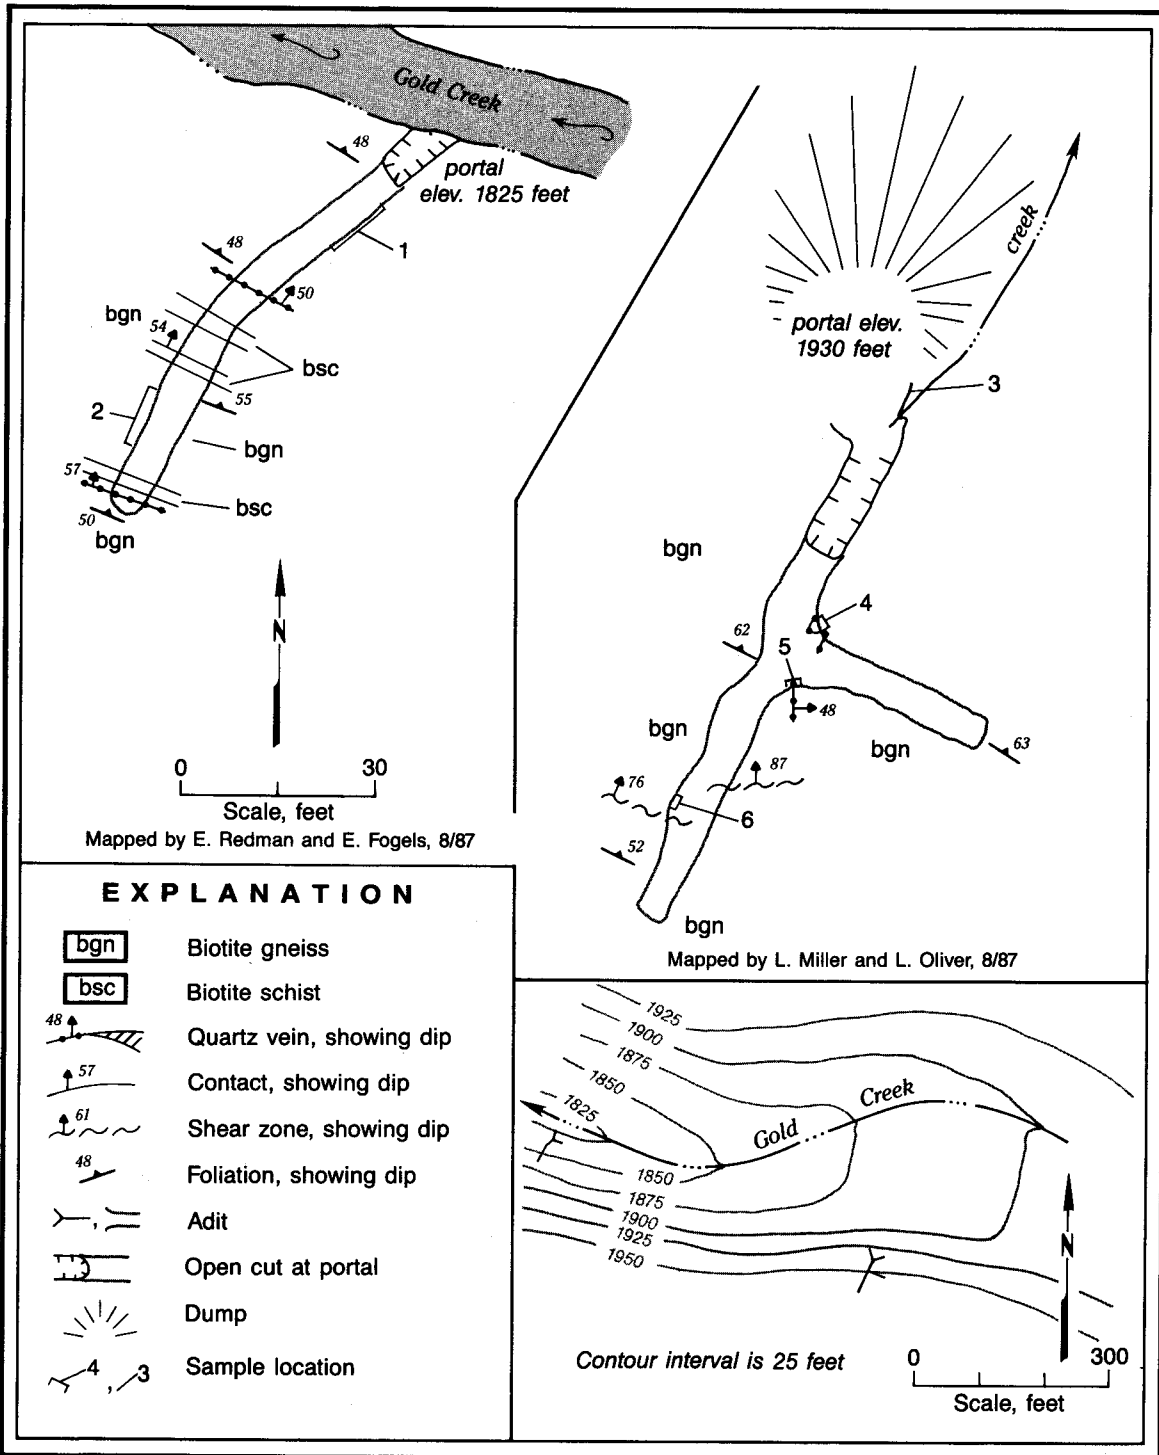 Gold Creek
48
portal
elev. 1825 feet
1
48
50
bgn
54
bsc
2
55
bgn
57
bsc
50
bgn
N
0 30
Scale, feet
Mapped by E. Redman and E. Fogels, 8/87
creek
portal elev.
1930 feet
3
bgn
4
62
5
48
bgn
bgn
63
76
87
6
52
bgn
Mapped by L. Miller and L. Oliver, 8/87
EXPLANATION
bgn Biotite gneiss
bsc Biotite schist
48 Quartz vein, showing dip
57 Contact, showing dip
61 Shear zone, showing dip
48 Foliation, showing dip
, Adit
Open cut at portal
Dump
4 , 3 Sample location
1925
1900
1875
1850
1825
Gold Creek
1850
1875
1900
1925
1950
N
Contour interval is 25 feet
0 300
Scale, feet